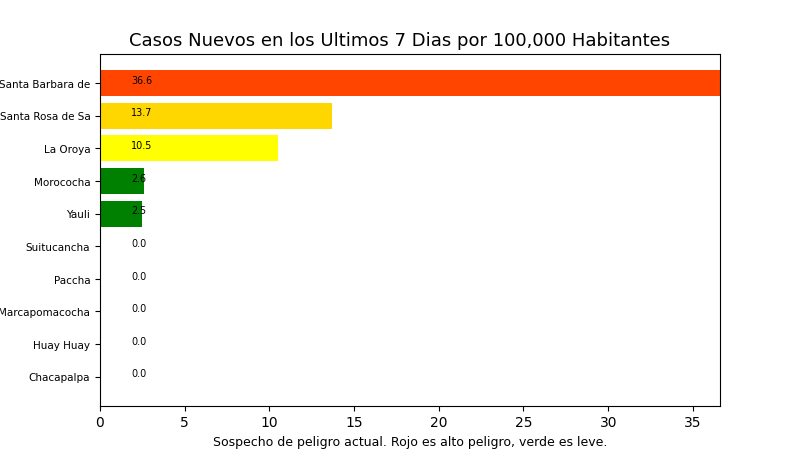 Casos Nuevos en los Ultimos 7 Dias por 100,000 Habitantes
Santa Barbara de 36.6
Santa Rosa de Sa 13.7
La Oroya 10.5
Morococha 2.6
Yauli 2.5
Suitucancha 0.0
Paccha 0.0
Marcapomacocha 0.0
Huay Huay 0.0
Chacapalpa 0.0
0 5 10 15 20 25 30 35
Sospecho de peligro actual. Rojo es alto peligro, verde es leve.